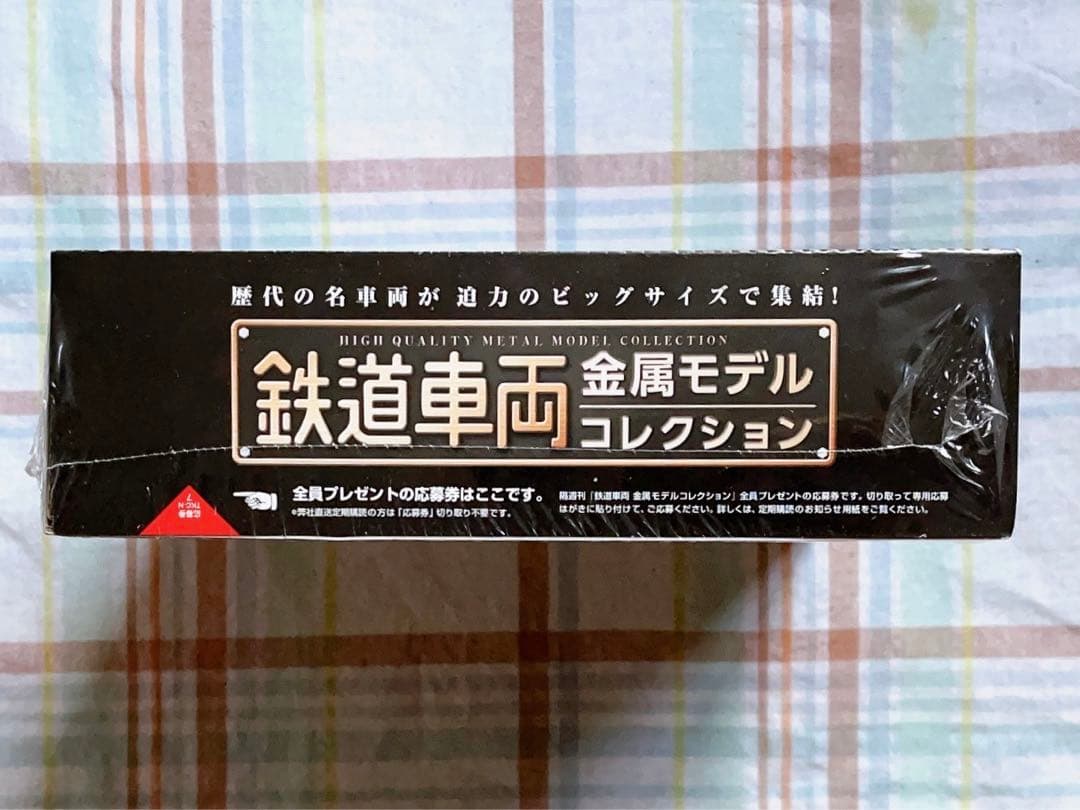 歴代の名車両が 迫力のビッグサイズで集結!
HIGH QUALITY METAL MODEL COLLECTION
鉄道車両 金属モデル
コレクション
全員プレゼントの応募券はここです。
※弊社直送定期購読の方は「応募券」切り取り不要です。
隔週刊「鉄道車両 金属モデルコレクション」全員プレゼントの応募券です。切り取って専用応募
はがきに貼り付けて、ご応募ください。詳しくは、定期購読のお知らせ用紙をご覧ください。
応募券
TKC-N
7